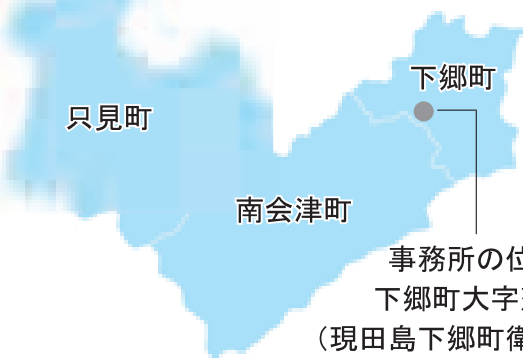 下郷町
只見町
南会津町
事務所の位
下郷町大字
（現田島下郷町衛